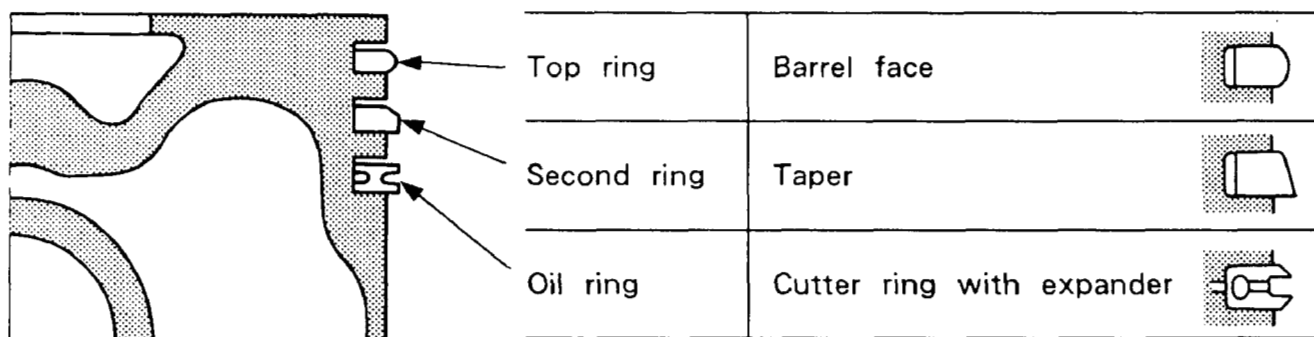 Top ring Barrel face
Second ring Taper
Oil ring Cutter ring with expander